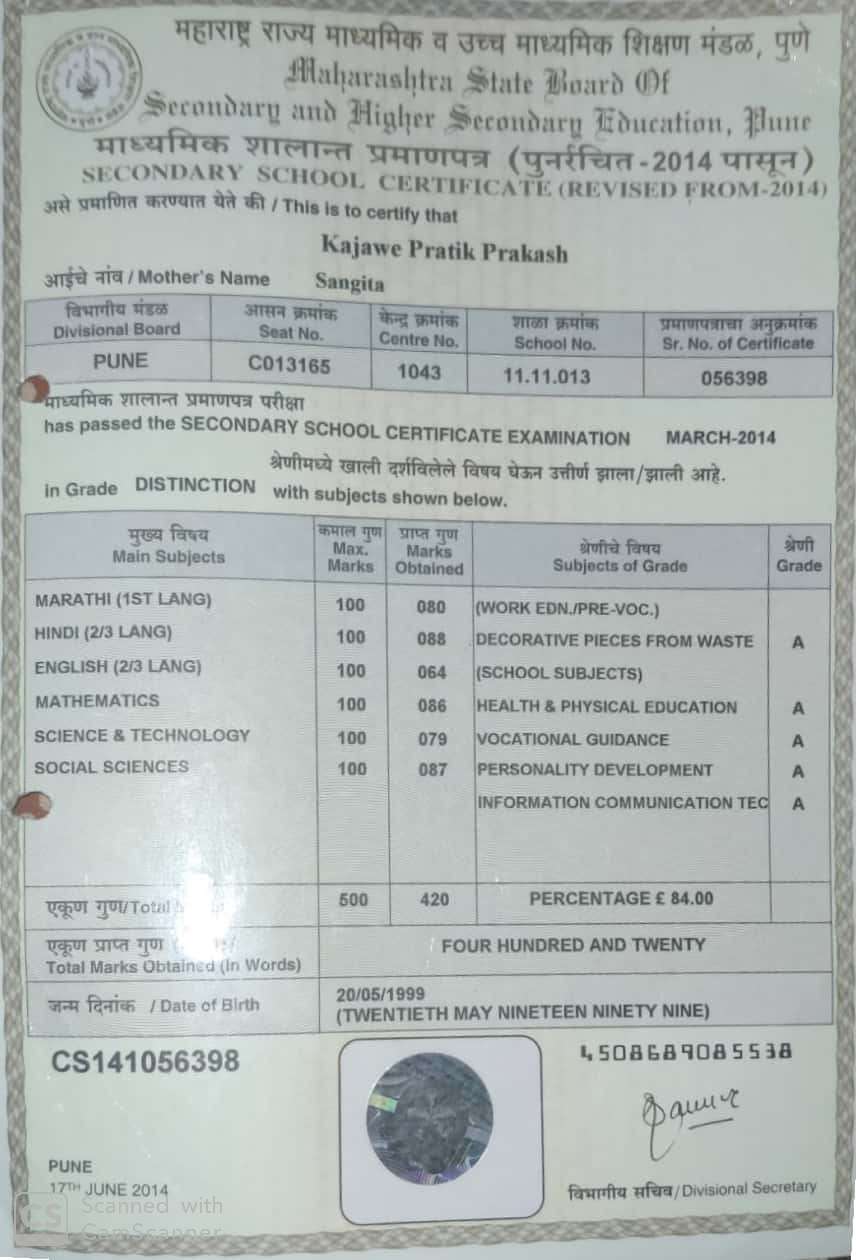 महाराष्ट्र राज्य माध्यमिक व उच्च माध्यमिक शिक्षण मंडळ, पुणे
Maharashtra State Board Of
Secondary and Higher Secondary Education, Pune
माध्यमिक शालान्त प्रमाणपत्र (पुनर्रचित-2014 पासून)
SECONDARY SCHOOL CERTIFICATE (REVISED FROM-2014)
असे प्रमाणित करण्यात येते की / This is to certify that
Kajawe Pratik Prakash
आईचे नांव / Mother's Name Sangita
विभागीय मंडळ आसन क्रमांक केन्द्र क्रमांक शाळा क्रमांक प्रमाणपत्राचा अनुक्रमांक
Divisional Board Seat No. Centre No. School No. Sr. No. of Certificate
PUNE C013165 1043 11.11.013 056398
माध्यमिक शालान्त प्रमाणपत्र परीक्षा
has passed the SECONDARY SCHOOL CERTIFICATE EXAMINATION MARCH-2014
श्रेणीमध्ये खाली दर्शविलेले विषय घेऊन उत्तीर्ण झाला/झाली आहे.
in Grade DISTINCTION with subjects shown below.
मुख्य विषय कमाल गुण प्राप्त गुण श्रेणीचे विषय श्रेणी
Main Subjects Max. Marks Marks Obtained Subjects of Grade Grade
MARATHI (1ST LANG) 100 080 (WORK EDN./PRE-VOC.)
HINDI (2/3 LANG) 100 088 DECORATIVE PIECES FROM WASTE A
ENGLISH (2/3 LANG) 100 064 (SCHOOL SUBJECTS)
MATHEMATICS 100 086 HEALTH & PHYSICAL EDUCATION A
SCIENCE & TECHNOLOGY 100 079 VOCATIONAL GUIDANCE A
SOCIAL SCIENCES 100 087 PERSONALITY DEVELOPMENT A
INFORMATION COMMUNICATION TEC A
एकूण गुण/Total 500 420 PERCENTAGE £ 84.00
एकूण प्राप्त गुण
Total Marks Obtained (In Words) FOUR HUNDRED AND TWENTY
जन्म दिनांक / Date of Birth 20/05/1999
(TWENTIETH MAY NINETEEN NINETY NINE)
CS141056398
4508689085538
PUNE
17TH JUNE 2014
विभागीय सचिव/Divisional Secretary
CS Scanned with
CamScanner